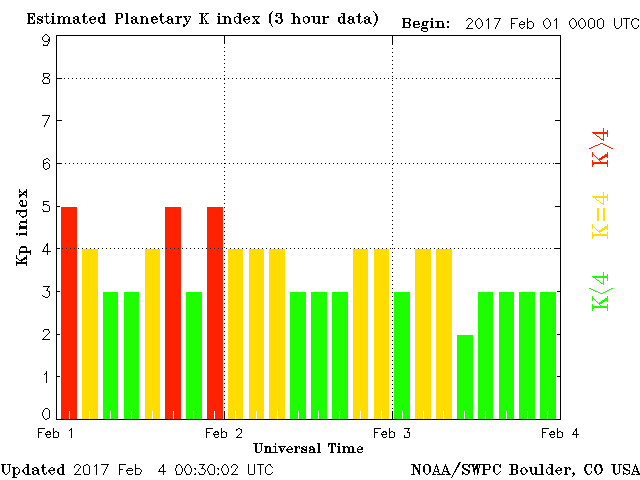 Estimated Planetary K index (3 hour data) Begin: 2017 Feb 01 0000 UTC
9
8
7
6
5
4
3
2
1
0
Kp index
K>4
K=4
K<4
Feb 1 Feb 2 Feb 3 Feb 4
Universal Time
Updated 2017 Feb 4 00:30:02 UTC NOAA/SWPC Boulder, CO USA